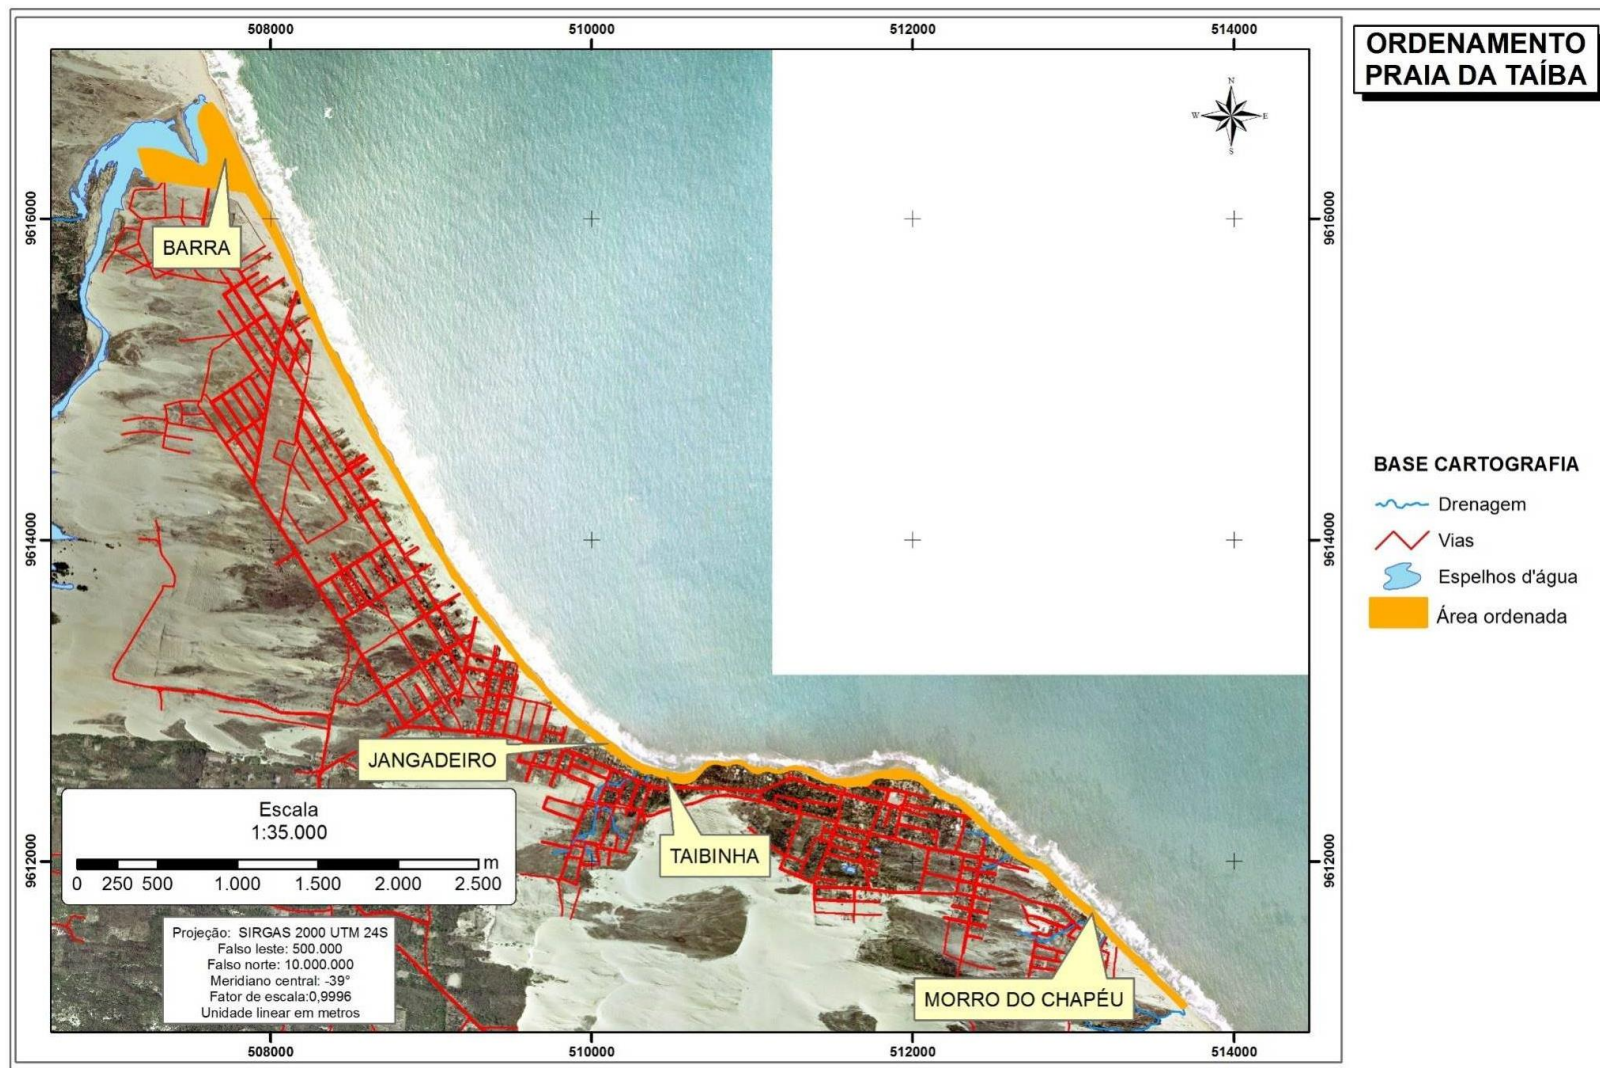 508000 510000 512000 514000
ORDENAMENTO
PRAIA DA TAÍBA
N
W E
S
9616000 9616000
BARRA
BASE CARTOGRAFIA
Drenagem
Vias
Espelhos d'água
Área ordenada
9614000 9614000
JANGADEIRO
Escala
1:35.000
m
0 250 500 1.000 1.500 2.000 2.500
TAIBINHA
9612000 9612000
Projeção: SIRGAS 2000 UTM 24S
Falso leste: 500.000
Falso norte: 10.000.000
Meridiano central: -39°
Fator de escala:0,9996
Unidade linear em metros
MORRO DO CHAPÉU
508000 510000 512000 514000